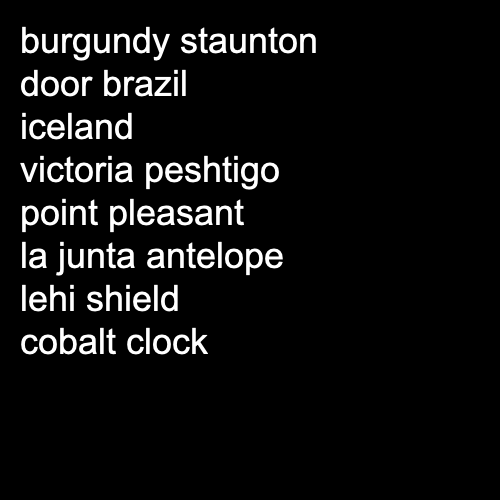 burgundy staunton
door brazil
iceland
victoria peshtigo
point pleasant
la junta antelope
lehi shield
cobalt clock